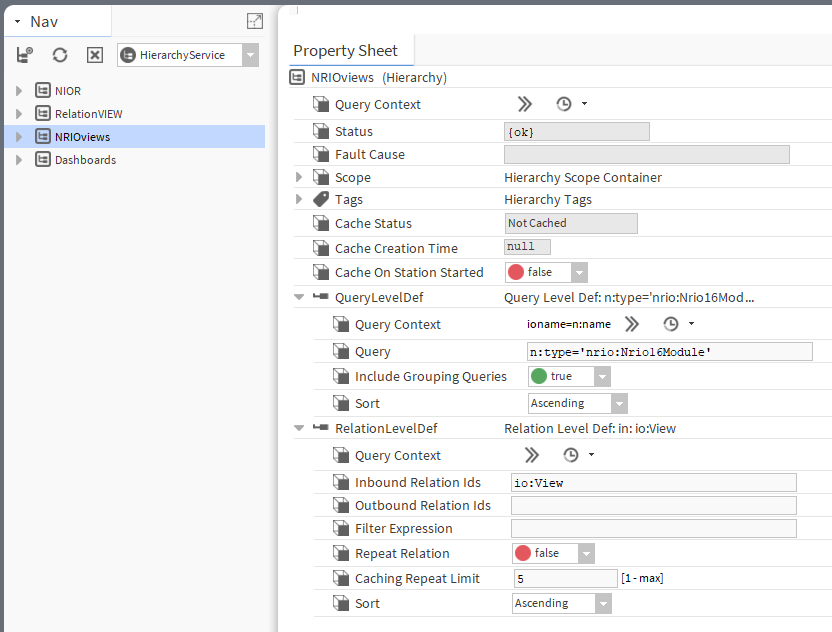 Nav
HierarchyService
NIOR
RelationVIEW
NRIOviews
Dashboards
Property Sheet
NRIOviews (Hierarchy)
Query Context
Status {ok}
Fault Cause
Scope Hierarchy Scope Container
Tags Hierarchy Tags
Cache Status Not Cached
Cache Creation Time null
Cache On Station Started false
QueryLevelDef Query Level Def: n:type='nrio:Nrio16Mod...
Query Context ioname=n:name
Query n:type='nrio:Nrio16Module'
Include Grouping Queries true
Sort Ascending
RelationLevelDef Relation Level Def: in: io:View
Query Context
Inbound Relation Ids io:View
Outbound Relation Ids
Filter Expression
Repeat Relation false
Caching Repeat Limit 5 [1 - max]
Sort Ascending